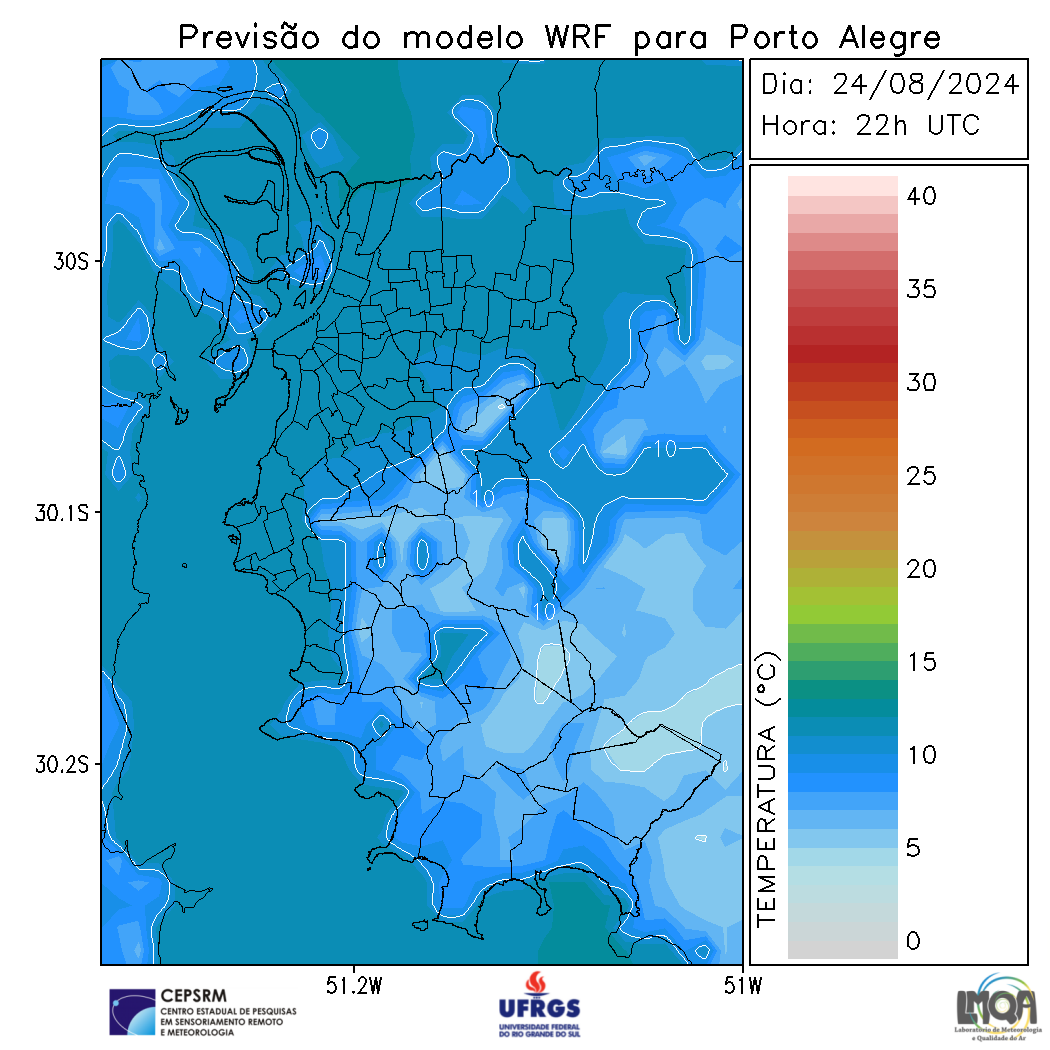 Previsão do modelo WRF para Porto Alegre
Dia: 24/08/2024
Hora: 22h UTC
40
35
30
25
20
15
10
5
0
TEMPERATURA (°C)
30S
30.1S
30.2S
10
10
10
51.2W
51W
CEPSRM
CENTRO ESTADUAL DE PESQUISAS
EM SENSORIAMENTO REMOTO
E METEOROLOGIA
UFRGS
UNIVERSIDADE FEDERAL
DO RIO GRANDE DO SUL
LMQA
Laboratório de Meteorologia
e Qualidade do Ar